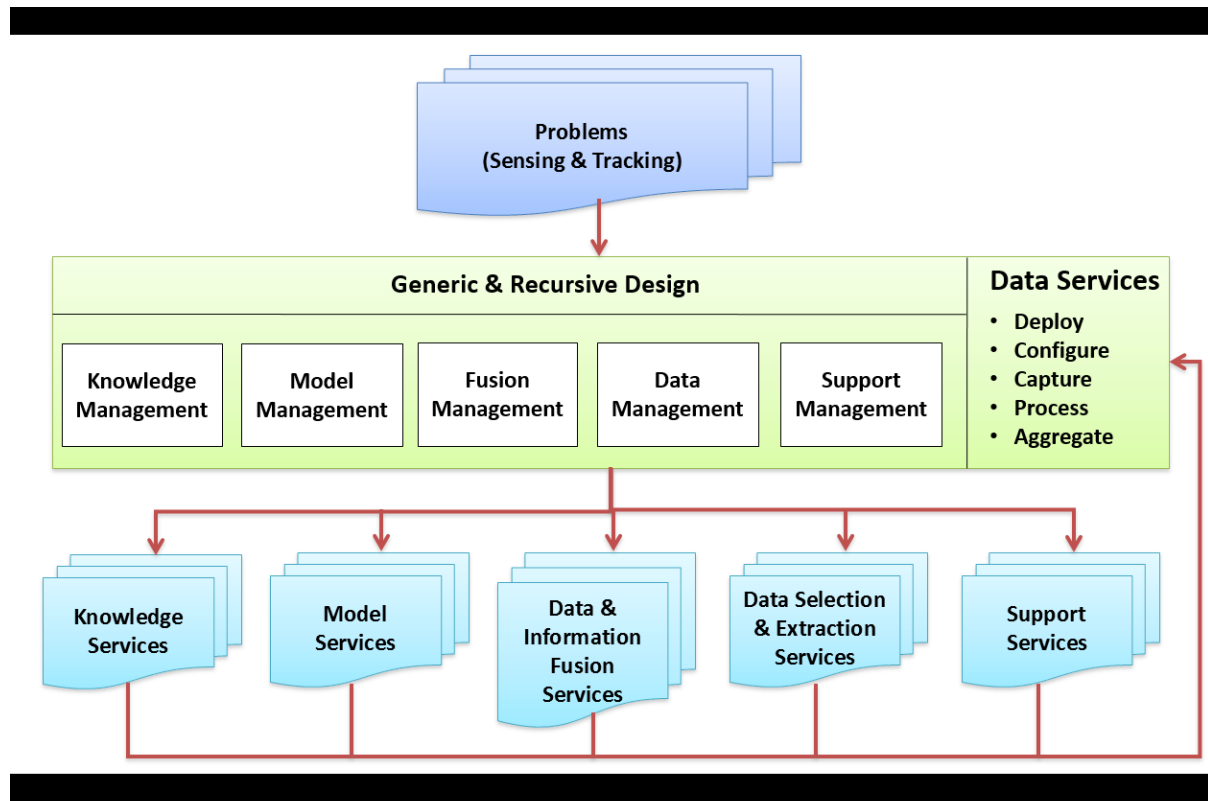 Problems
(Sensing & Tracking)
Generic & Recursive Design
Data Services
• Deploy
• Configure
• Capture
• Process
• Aggregate
Knowledge
Management
Model
Management
Fusion
Management
Data
Management
Support
Management
Knowledge
Services
Model
Services
Data &
Information
Fusion
Services
Data Selection
& Extraction
Services
Support
Services